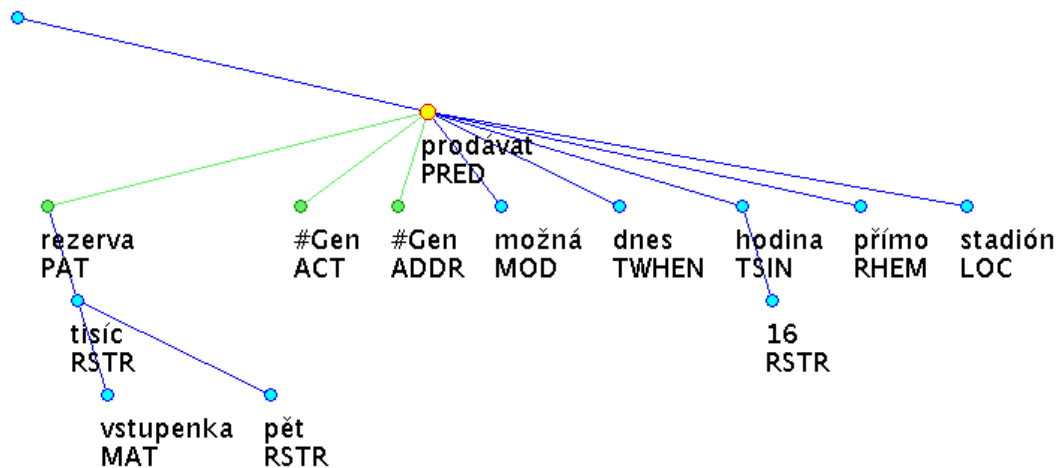 prodávat
PRED
rezerva #Gen #Gen možná dnes hodina přímo stadión
PAT ACT ADDR MOD TWHEN TSIN RHEM LOC
tisíc 16
RSTR RSTR
vstupenka pět
MAT RSTR